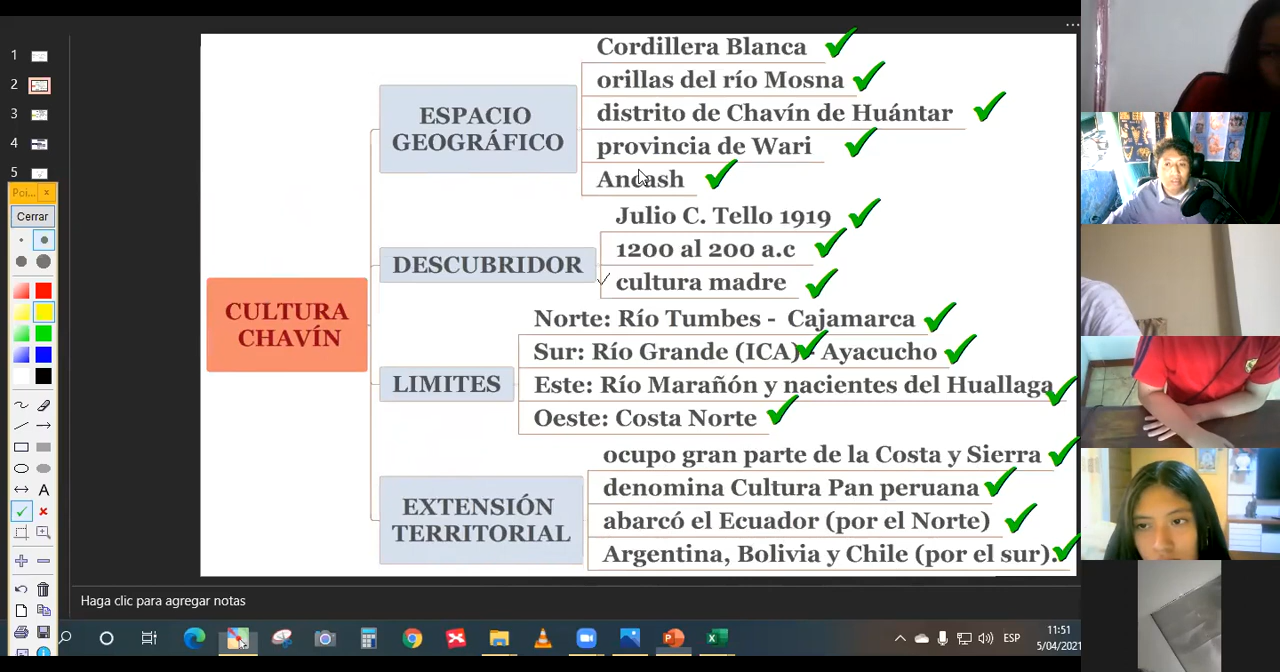 1
2
3
4
5
Poi...
Cerrar
A
CULTURA
CHAVÍN
ESPACIO
GEOGRÁFICO
Cordillera Blanca
orillas del río Mosna
distrito de Chavín de Huántar
provincia de Wari
Ancash
DESCUBRIDOR
Julio C. Tello 1919
1200 al 200 a.c
cultura madre
LIMITES
Norte: Río Tumbes - Cajamarca
Sur: Río Grande (ICA) - Ayacucho
Este: Río Marañón y nacientes del Huallaga
Oeste: Costa Norte
EXTENSIÓN
TERRITORIAL
ocupo gran parte de la Costa y Sierra
denomina Cultura Pan peruana
abarcó el Ecuador (por el Norte)
Argentina, Bolivia y Chile (por el sur).
Haga clic para agregar notas
ESP
11:51
5/04/2021